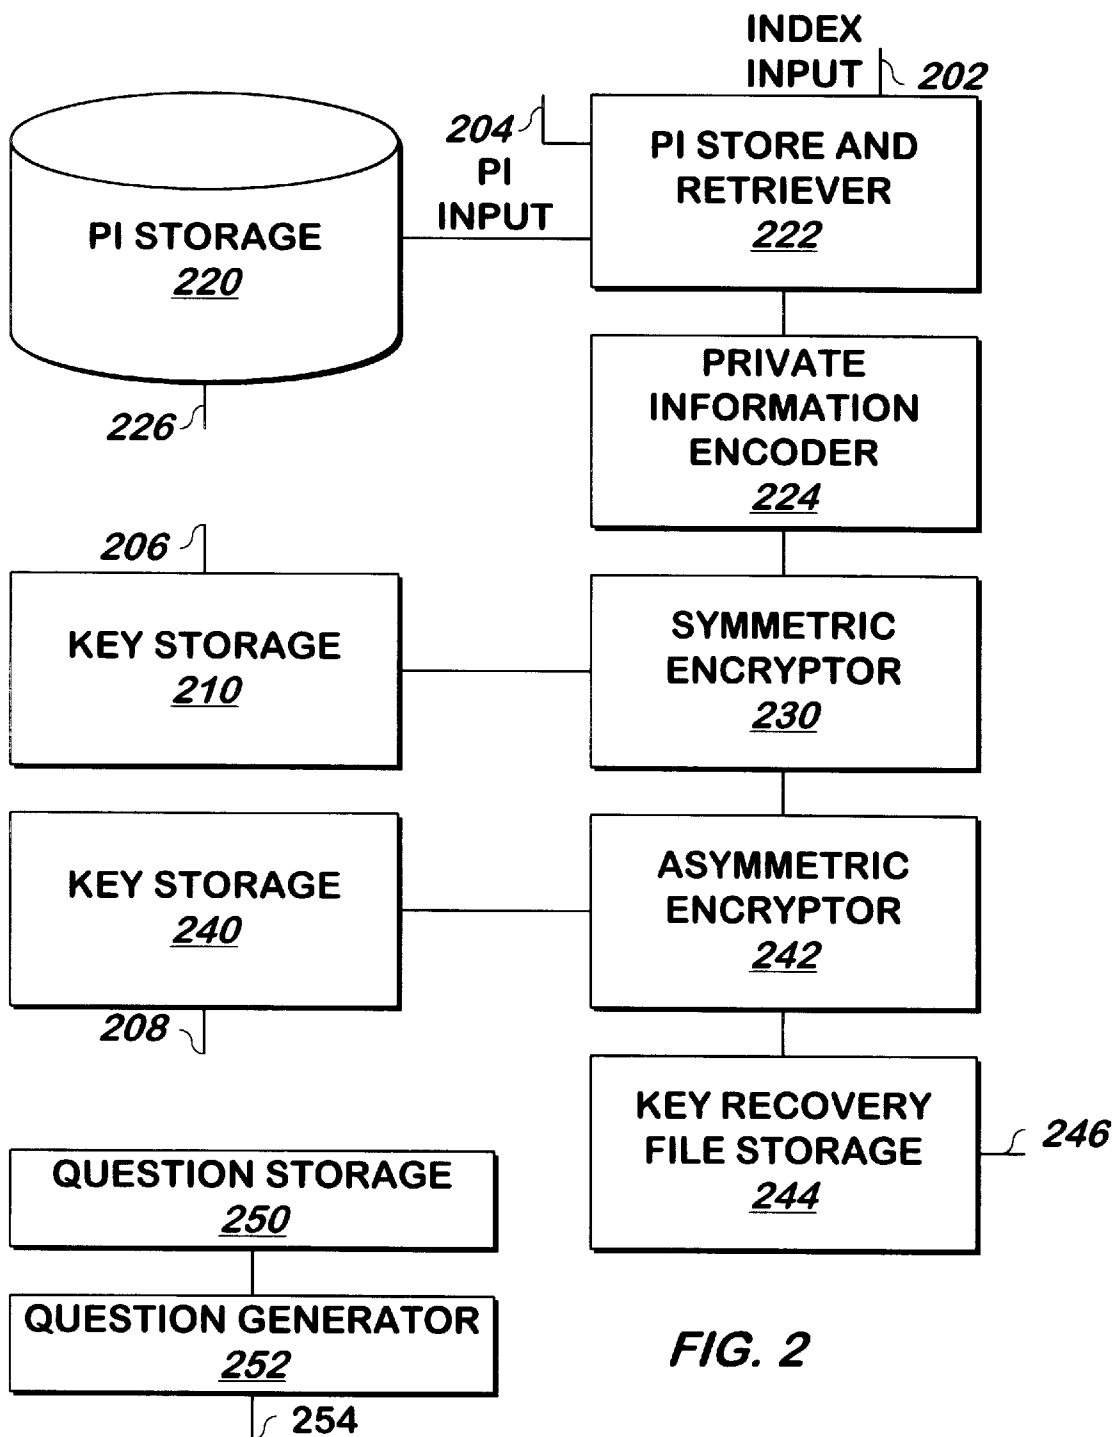 INDEX
INPUT
202
204
PI
INPUT
PI STORE AND
RETRIEVER
222
PI STORAGE
220
226
PRIVATE
INFORMATION
ENCODER
224
206
KEY STORAGE
210
SYMMETRIC
ENCRYPTOR
230
KEY STORAGE
240
208
ASYMMETRIC
ENCRYPTOR
242
KEY RECOVERY
FILE STORAGE
244
246
QUESTION STORAGE
250
QUESTION GENERATOR
252
254
FIG. 2